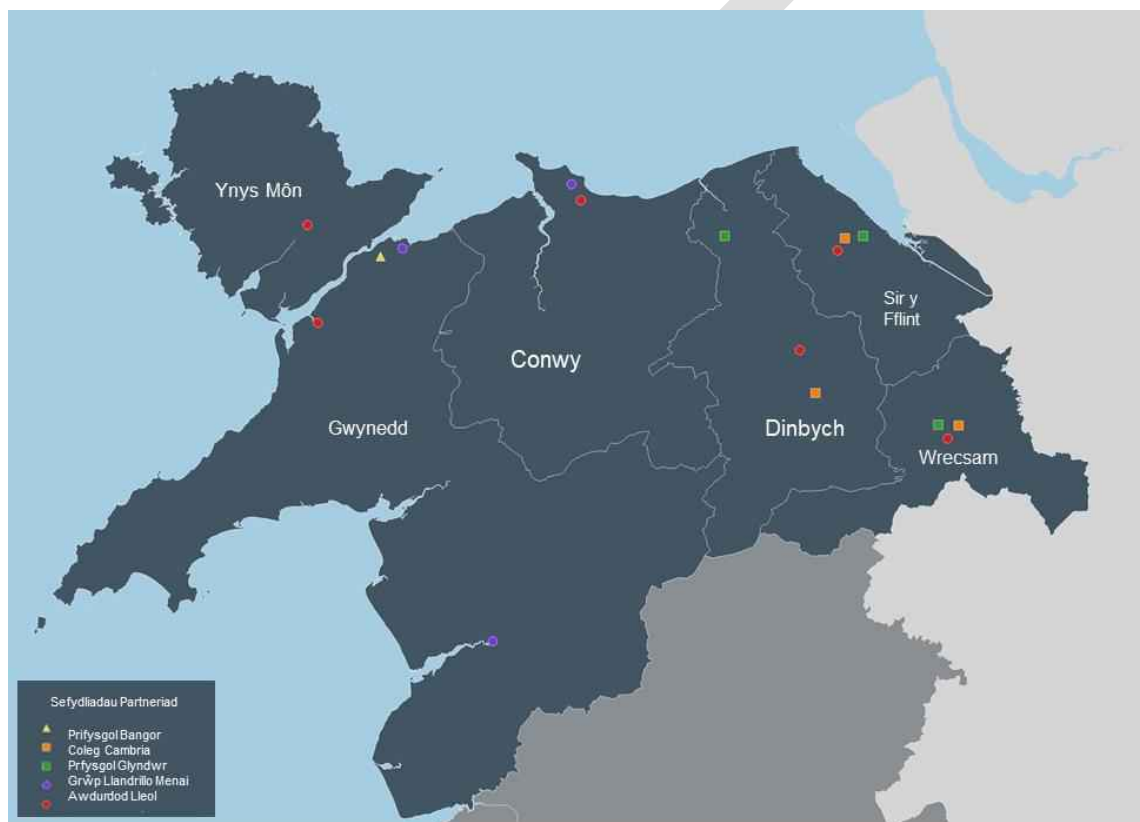 Ynys Môn
Sir y
Fflint
Conwy
Gwynedd
Dinbych
Wrecsam
Sefydliadau Partneriad
Prifysgol Bangor
Coleg Cambria
Prfysgol Glyndwr
Grŵp Llandrillo Menai
Awdurdod Lleol